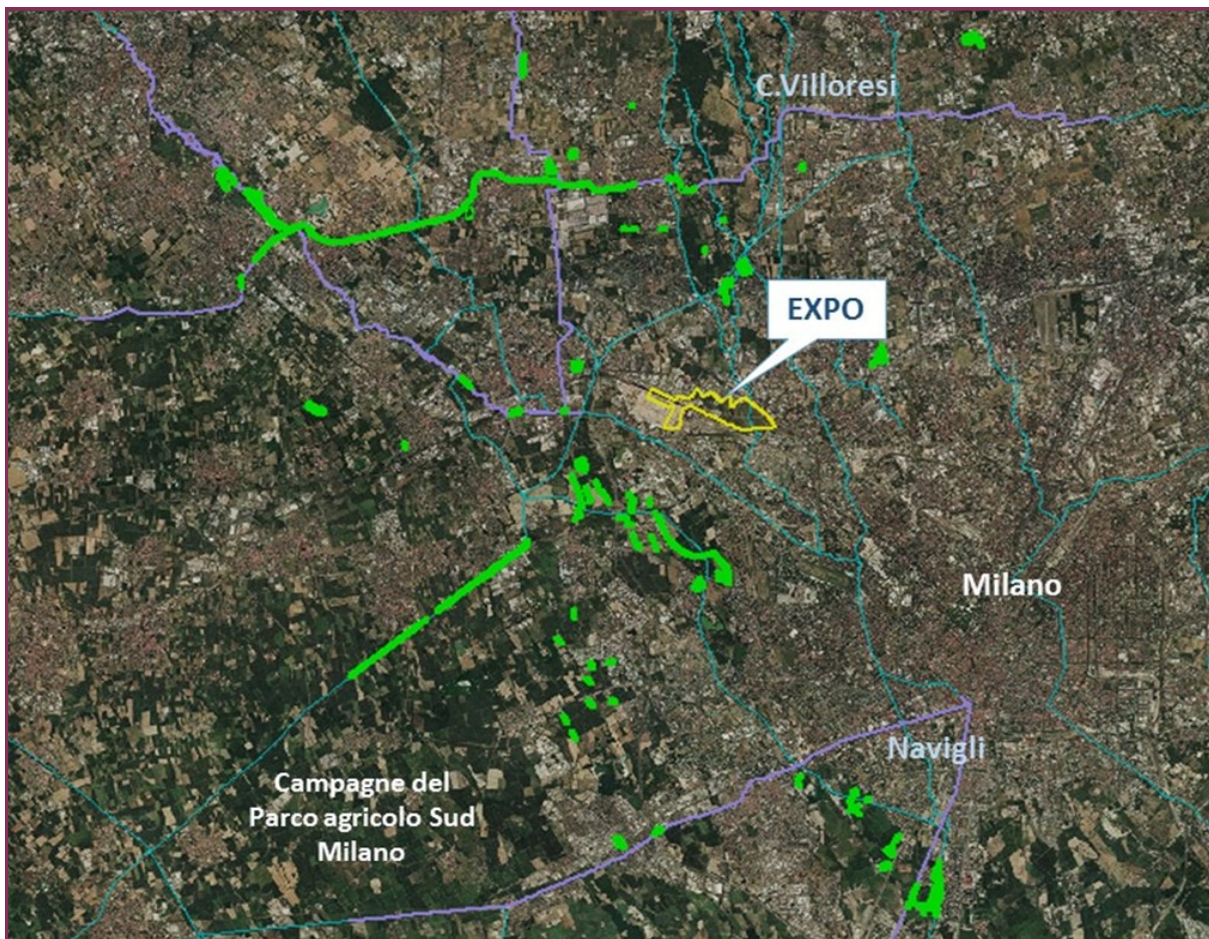 C.Villoresi
EXPO
Milano
Navigli
Campagne del
Parco agricolo Sud
Milano